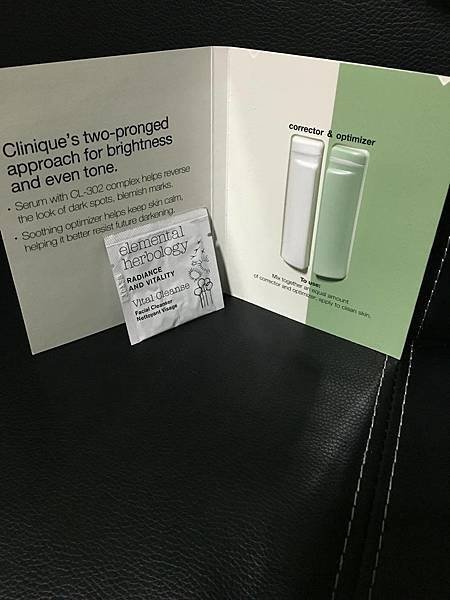 Clinique's two-pronged
approach for brightness
and even tone.
• Serum with CL-302 complex helps reverse
the look of dark spots, blemish marks.
• Soothing optimizer helps keep skin calm,
helping it better resist future darkening.
elemental
herbology
RADIANCE
AND VITALITY
Vital Cleanse
Facial Cleanser
Nettoyant Visage
corrector & optimizer
To use:
Mix together an equal amount
of corrector and optimizer, apply to clean skin.